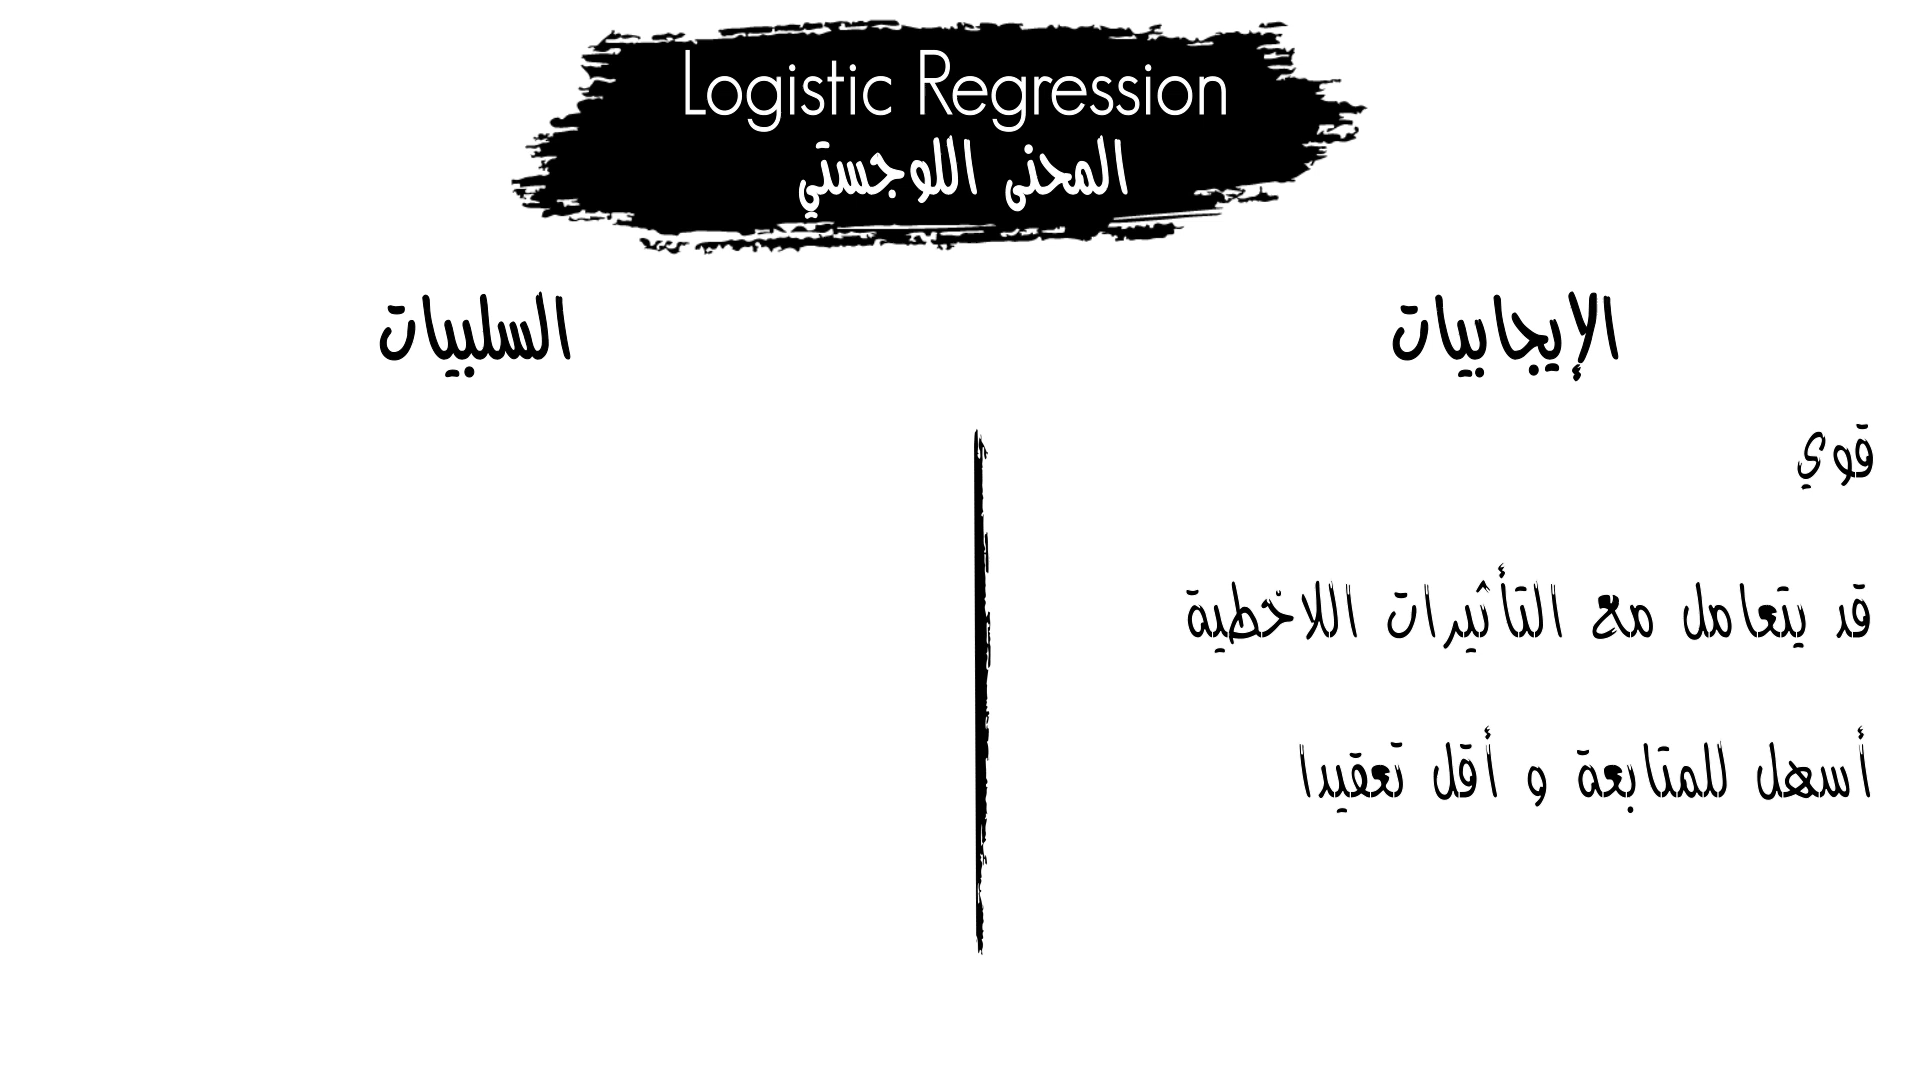 Logistic Regression
المحنى اللوجستي
الإيجابيات
السلبيات
قوي
قد يتعامل مع التأثيرات اللاخطية
أسهل للمتابعة و أقل تعقيدا